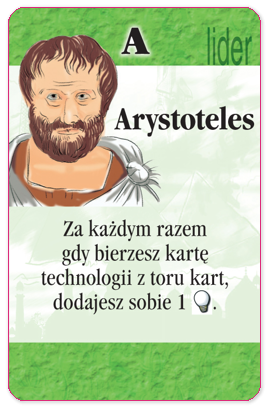 A
lider
Arystoteles
Za każdym razem
gdy bierzesz kartę
technologii z toru kart,
dodajesz sobie 1 .